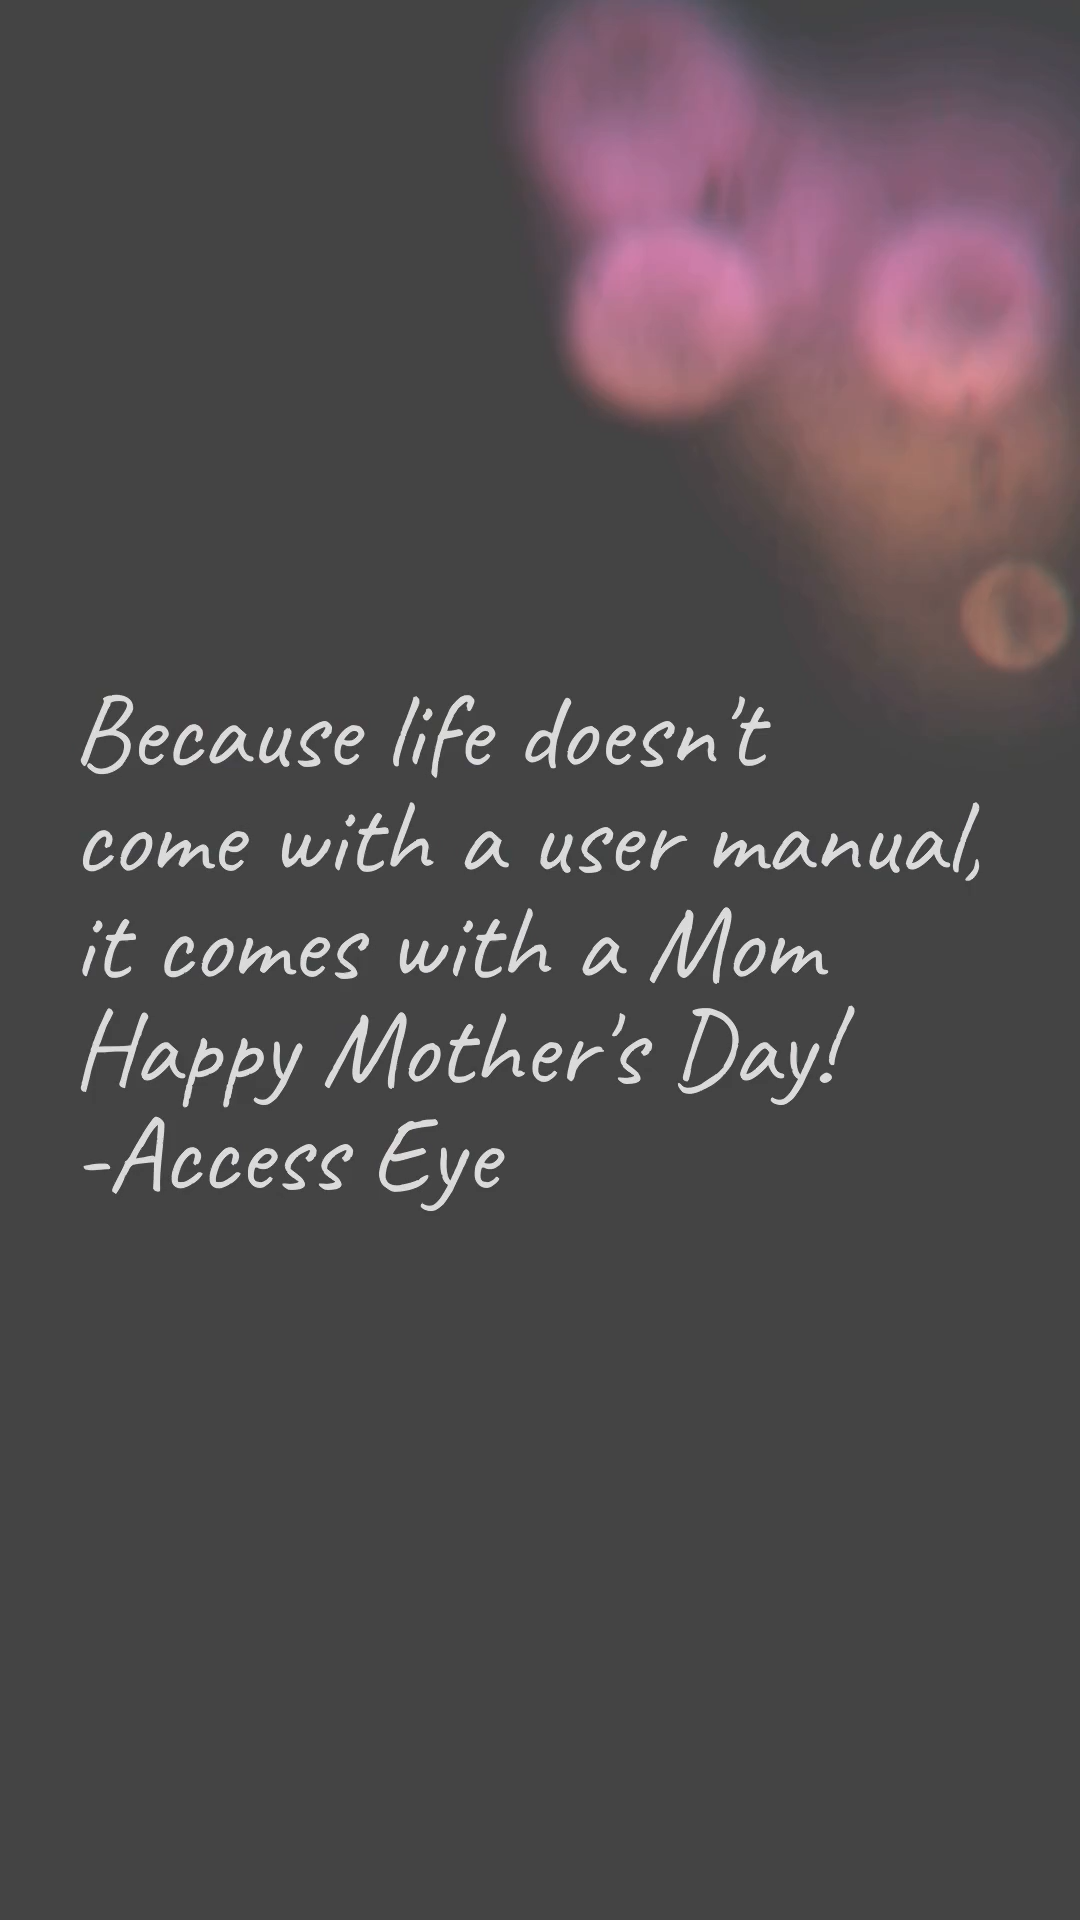 Because life doesn't
come with a user manual,
it comes with a Mom
Happy Mother's Day!
-Access Eye